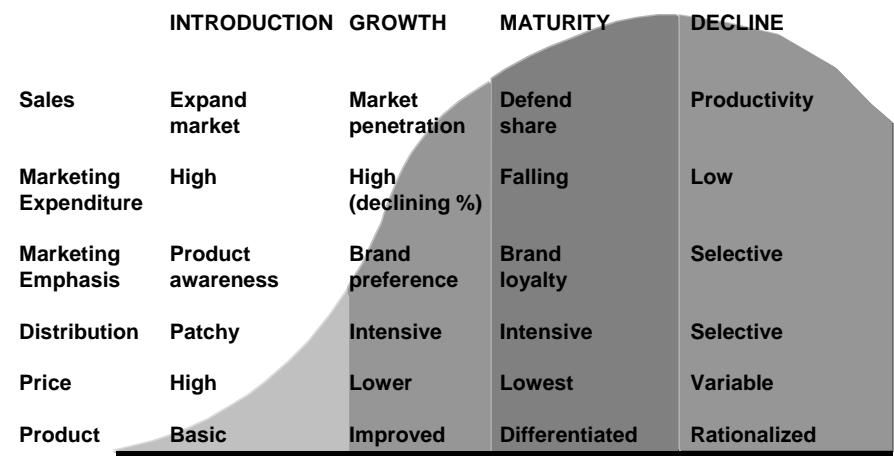 INTRODUCTION GROWTH MATURITY DECLINE
Sales Expand Market Defend Productivity
market penetration share
Marketing High High Falling Low
Expenditure (declining %)
Marketing Product Brand Brand Selective
Emphasis awareness preference loyalty
Distribution Patchy Intensive Intensive Selective
Price High Lower Lowest Variable
Product Basic Improved Differentiated Rationalized